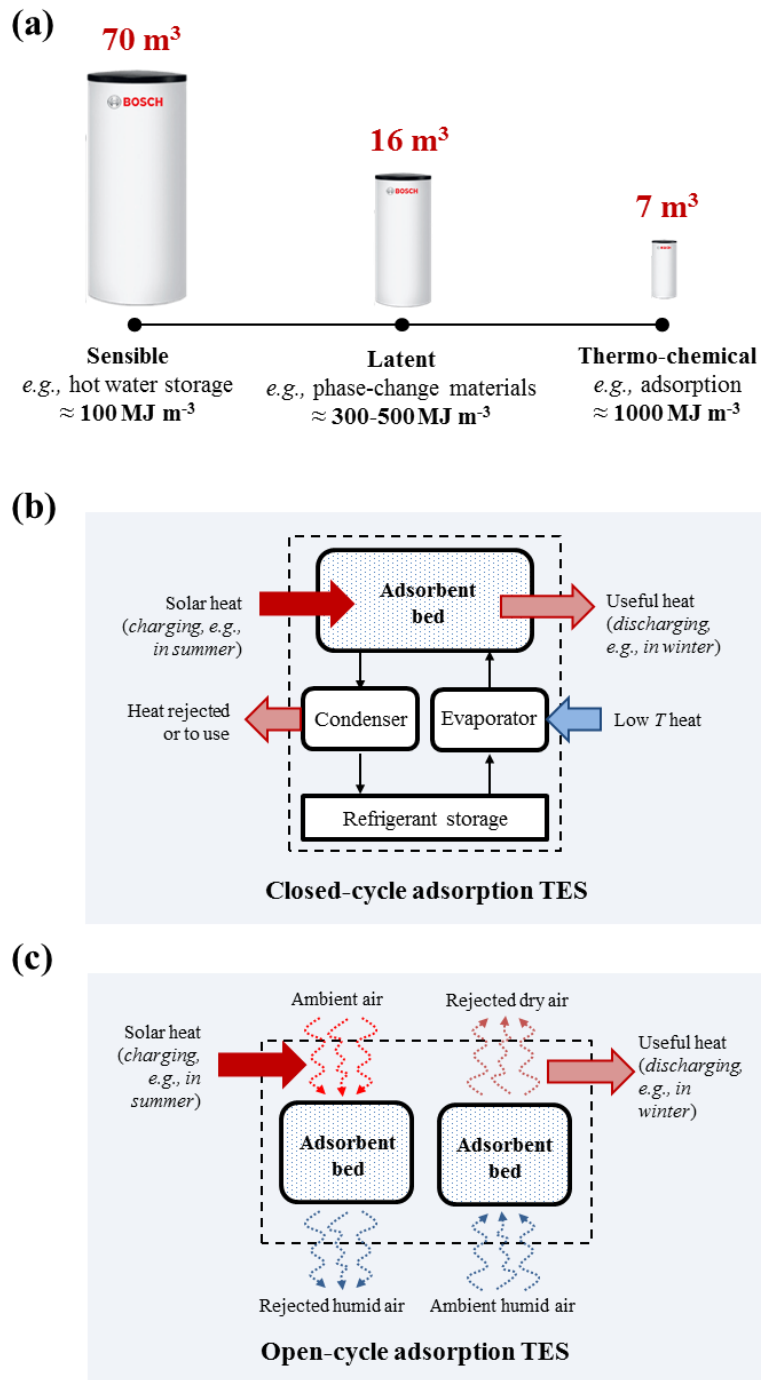 (a)
70 m³
BOSCH
16 m³
BOSCH
7 m³
BOSCH
Sensible
e.g., hot water storage
≈ 100 MJ m⁻³
Latent
e.g., phase-change materials
≈ 300-500 MJ m⁻³
Thermo-chemical
e.g., adsorption
≈ 1000 MJ m⁻³
(b)
Solar heat
(charging, e.g.,
in summer)
Adsorbent
bed
Useful heat
(discharging,
e.g., in winter)
Heat rejected
or to use
Condenser
Evaporator
Low T heat
Refrigerant storage
Closed-cycle adsorption TES
(c)
Ambient air
Rejected dry air
Solar heat
(charging,
e.g., in
summer)
Useful heat
(discharging,
e.g., in
winter)
Adsorbent
bed
Adsorbent
bed
Rejected humid air
Ambient humid air
Open-cycle adsorption TES